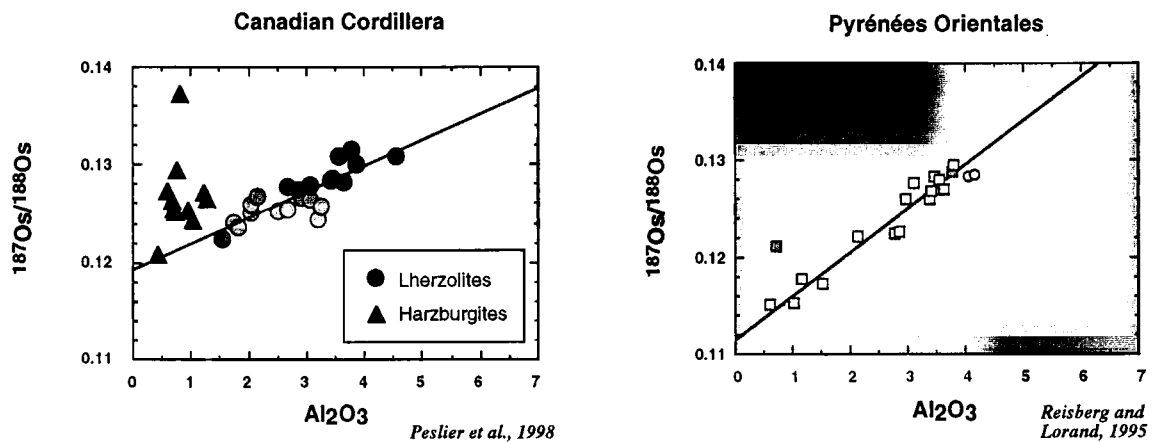 Canadian Cordillera
187Os/188Os
0.14
0.13
0.12
0.11
Lherzolites
Harzburgites
0 1 2 3 4 5 6 7
Al2O3
Peslier et al., 1998
Pyrénées Orientales
187Os/188Os
0.14
0.13
0.12
0.11
0 1 2 3 4 5 6 7
Al2O3
Reisberg and
Lorand, 1995